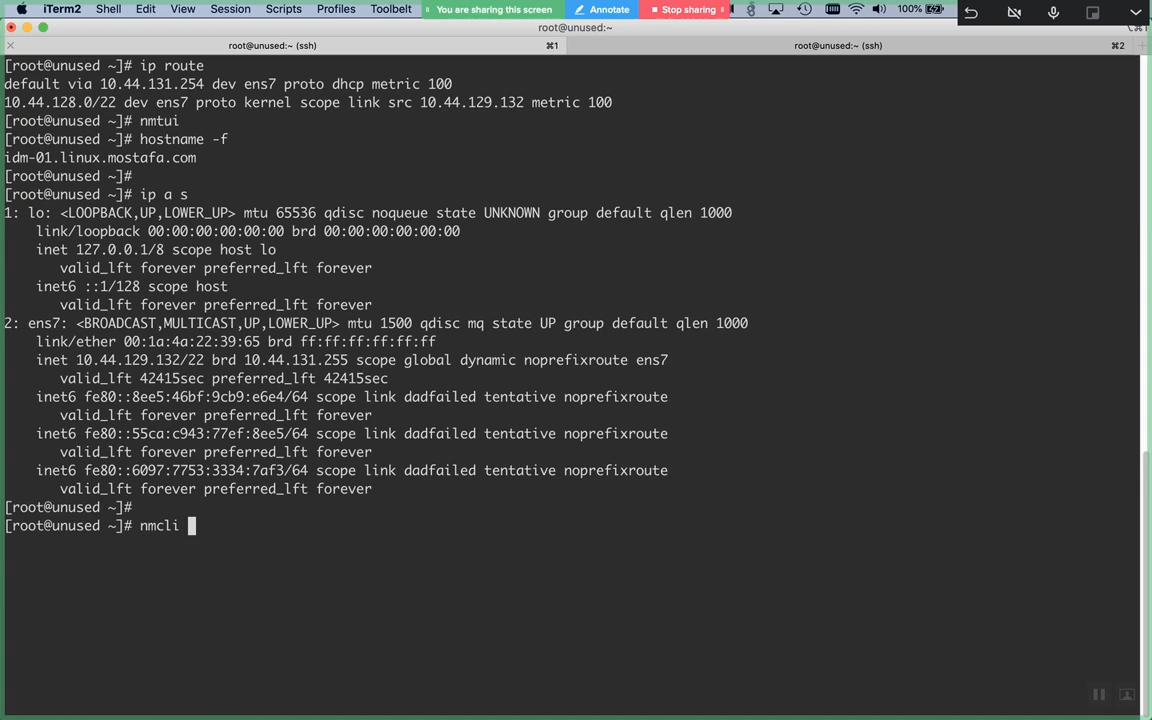 iTerm2 Shell Edit View Session Scripts Profiles Toolbelt You are sharing this screen Annotate Stop sharing 100%
root@unused:~
root@unused:~ (ssh) ⌘1 root@unused:~ (ssh) ⌘2
[root@unused ~]# ip route
default via 10.44.131.254 dev ens7 proto dhcp metric 100
10.44.128.0/22 dev ens7 proto kernel scope link src 10.44.129.132 metric 100
[root@unused ~]# nmtui
[root@unused ~]# hostname -f
idm-01.linux.mostafa.com
[root@unused ~]#
[root@unused ~]# ip a s
1: lo: <LOOPBACK,UP,LOWER_UP> mtu 65536 qdisc noqueue state UNKNOWN group default qlen 1000
    link/loopback 00:00:00:00:00:00 brd 00:00:00:00:00:00
    inet 127.0.0.1/8 scope host lo
       valid_lft forever preferred_lft forever
    inet6 ::1/128 scope host
       valid_lft forever preferred_lft forever
2: ens7: <BROADCAST,MULTICAST,UP,LOWER_UP> mtu 1500 qdisc mq state UP group default qlen 1000
    link/ether 00:1a:4a:22:39:65 brd ff:ff:ff:ff:ff:ff
    inet 10.44.129.132/22 brd 10.44.131.255 scope global dynamic noprefixroute ens7
       valid_lft 42415sec preferred_lft 42415sec
    inet6 fe80::8ee5:46bf:9cb9:e6e4/64 scope link dadfailed tentative noprefixroute
       valid_lft forever preferred_lft forever
    inet6 fe80::55ca:c943:77ef:8ee5/64 scope link dadfailed tentative noprefixroute
       valid_lft forever preferred_lft forever
    inet6 fe80::6097:7753:3334:7af3/64 scope link dadfailed tentative noprefixroute
       valid_lft forever preferred_lft forever
[root@unused ~]#
[root@unused ~]# nmcli